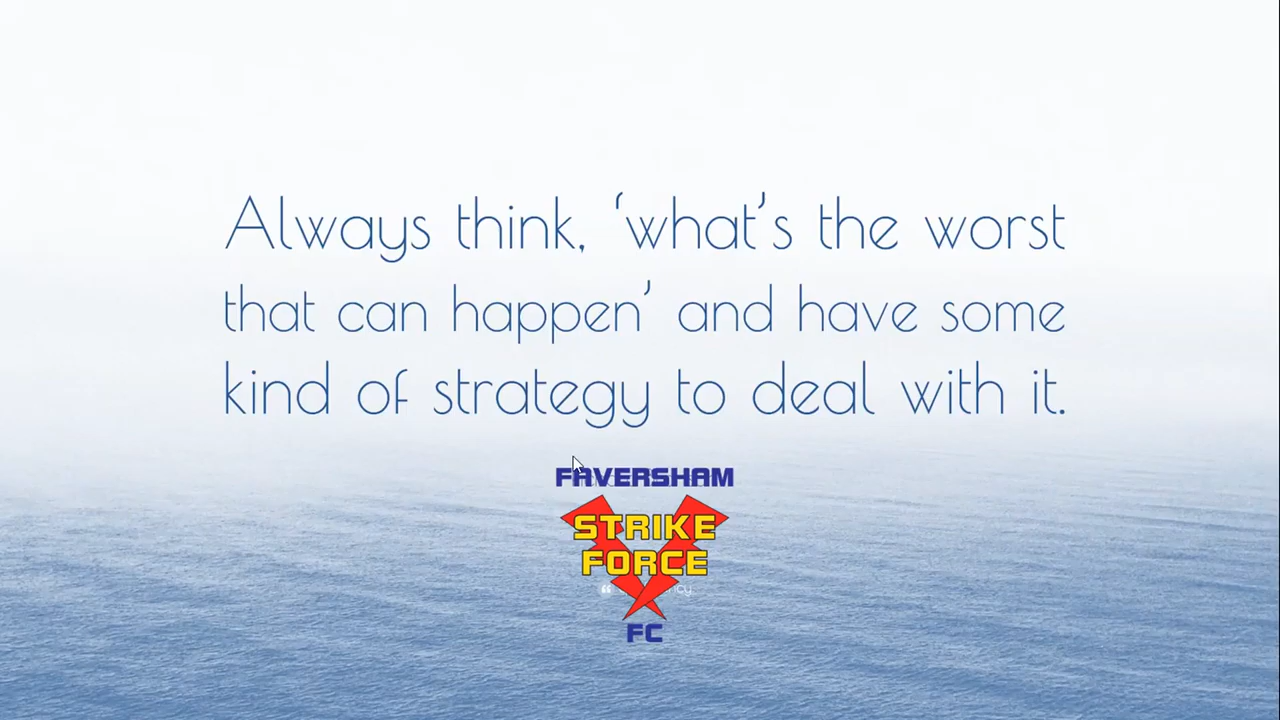 Always think, ‘what’s the worst
that can happen’ and have some
kind of strategy to deal with it.
FAVERSHAM
STRIKE
FORCE
FC